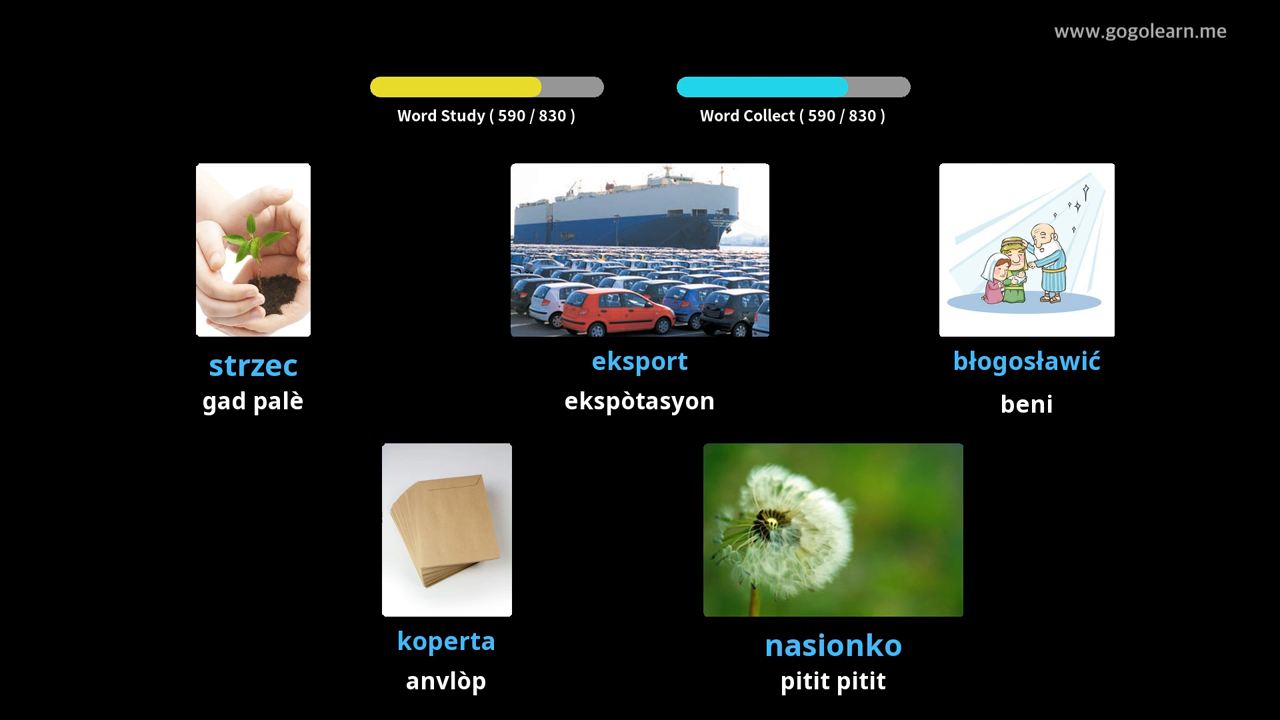 www.gogolearn.me
Word Study ( 590 / 830 )
Word Collect ( 590 / 830 )
strzec
gad palè
eksport
ekspòtasyon
błogosławić
beni
koperta
anvlòp
nasionko
pitit pitit